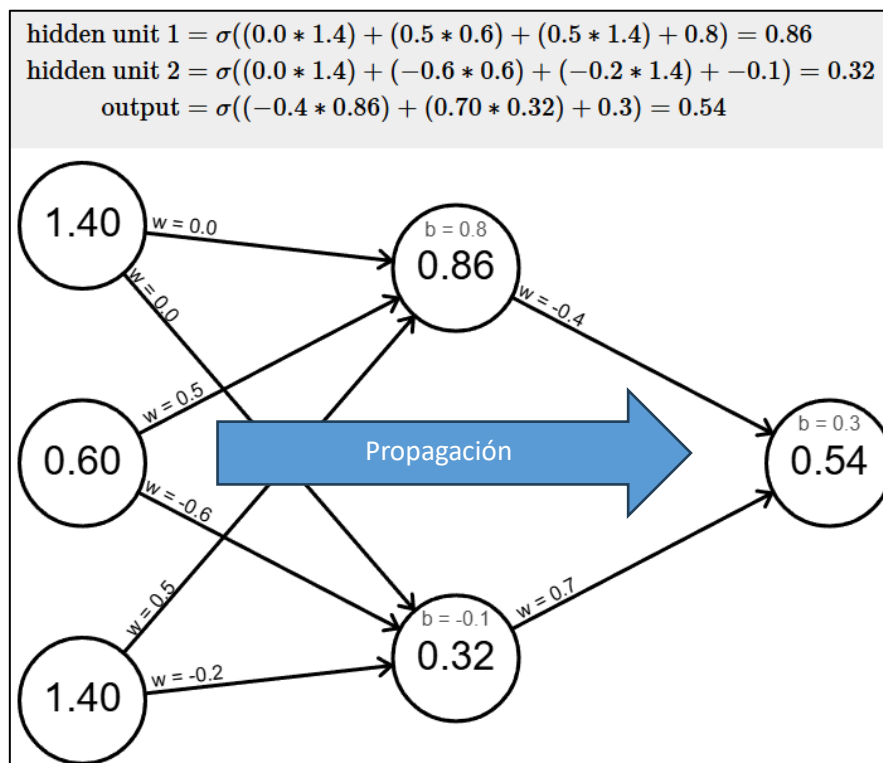 hidden unit 1 = σ((0.0 * 1.4) + (0.5 * 0.6) + (0.5 * 1.4) + 0.8) = 0.86
hidden unit 2 = σ((0.0 * 1.4) + (−0.6 * 0.6) + (−0.2 * 1.4) + −0.1) = 0.32
output = σ((−0.4 * 0.86) + (0.70 * 0.32) + 0.3) = 0.54
1.40
w = 0.0
w = 0.0
b = 0.8
0.86
w = -0.4
0.60
w = 0.5
w = -0.6
Propagación
b = 0.3
0.54
1.40
w = 0.5
w = -0.2
b = -0.1
0.32
w = 0.7